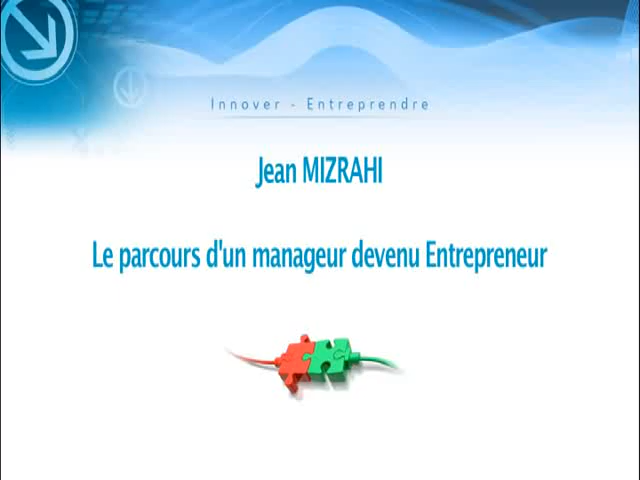 Innover - Entreprendre
Jean MIZRAHI
Le parcours d'un manageur devenu Entrepreneur